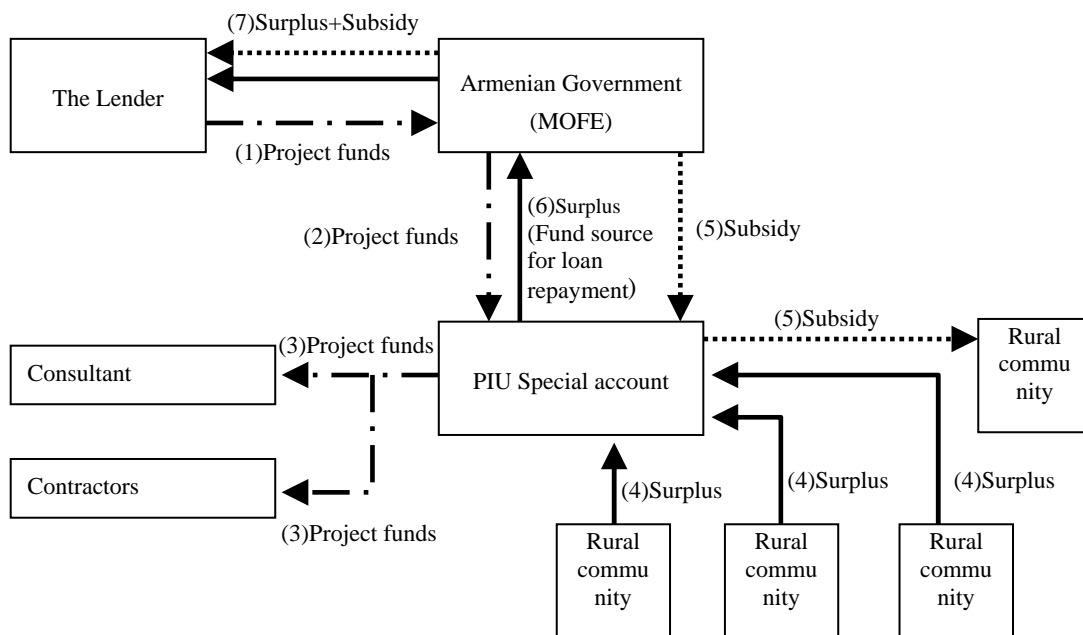 (7)Surplus+Subsidy
The Lender
Armenian Government
(MOFE)
(1)Project funds
(2)Project funds
(6)Surplus
(Fund source
for loan
repayment)
(5)Subsidy
(3)Project funds
Consultant
PIU Special account
(5)Subsidy
Rural
commu
nity
Contractors
(3)Project funds
(4)Surplus
(4)Surplus
(4)Surplus
Rural
commu
nity
Rural
commu
nity
Rural
commu
nity